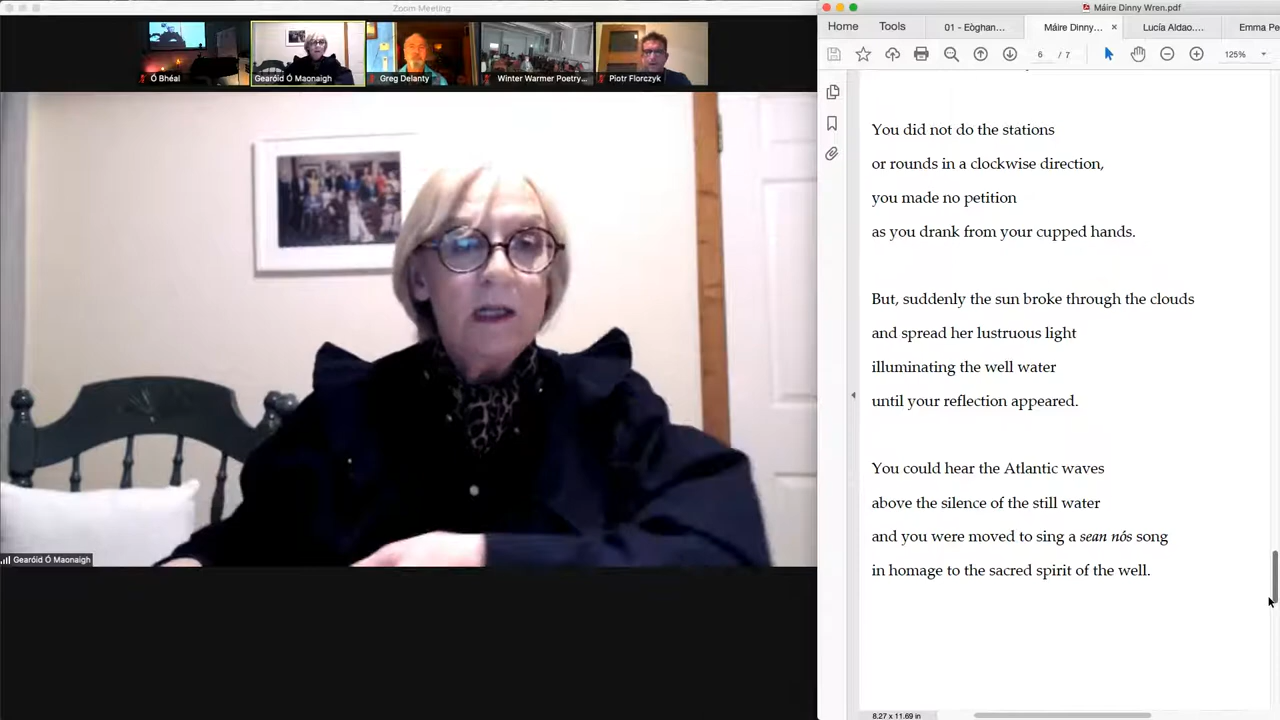 Zoom Meeting
Máire Dinny Wren.pdf
Home
Tools
01 - Eòghan...
Máire Dinny... ×
Lucía Aldao....
Emma Pe
6 / 7
125%
Ó Bhéal
Gearóid Ó Maonaigh
Greg Delanty
Winter Warmer Poetry...
Piotr Florczyk
You did not do the stations
or rounds in a clockwise direction,
you made no petition
as you drank from your cupped hands.
But, suddenly the sun broke through the clouds
and spread her lustruous light
illuminating the well water
until your reflection appeared.
You could hear the Atlantic waves
above the silence of the still water
and you were moved to sing a sean nós song
in homage to the sacred spirit of the well.
Gearóid Ó Maonaigh
8.27 x 11.69 in